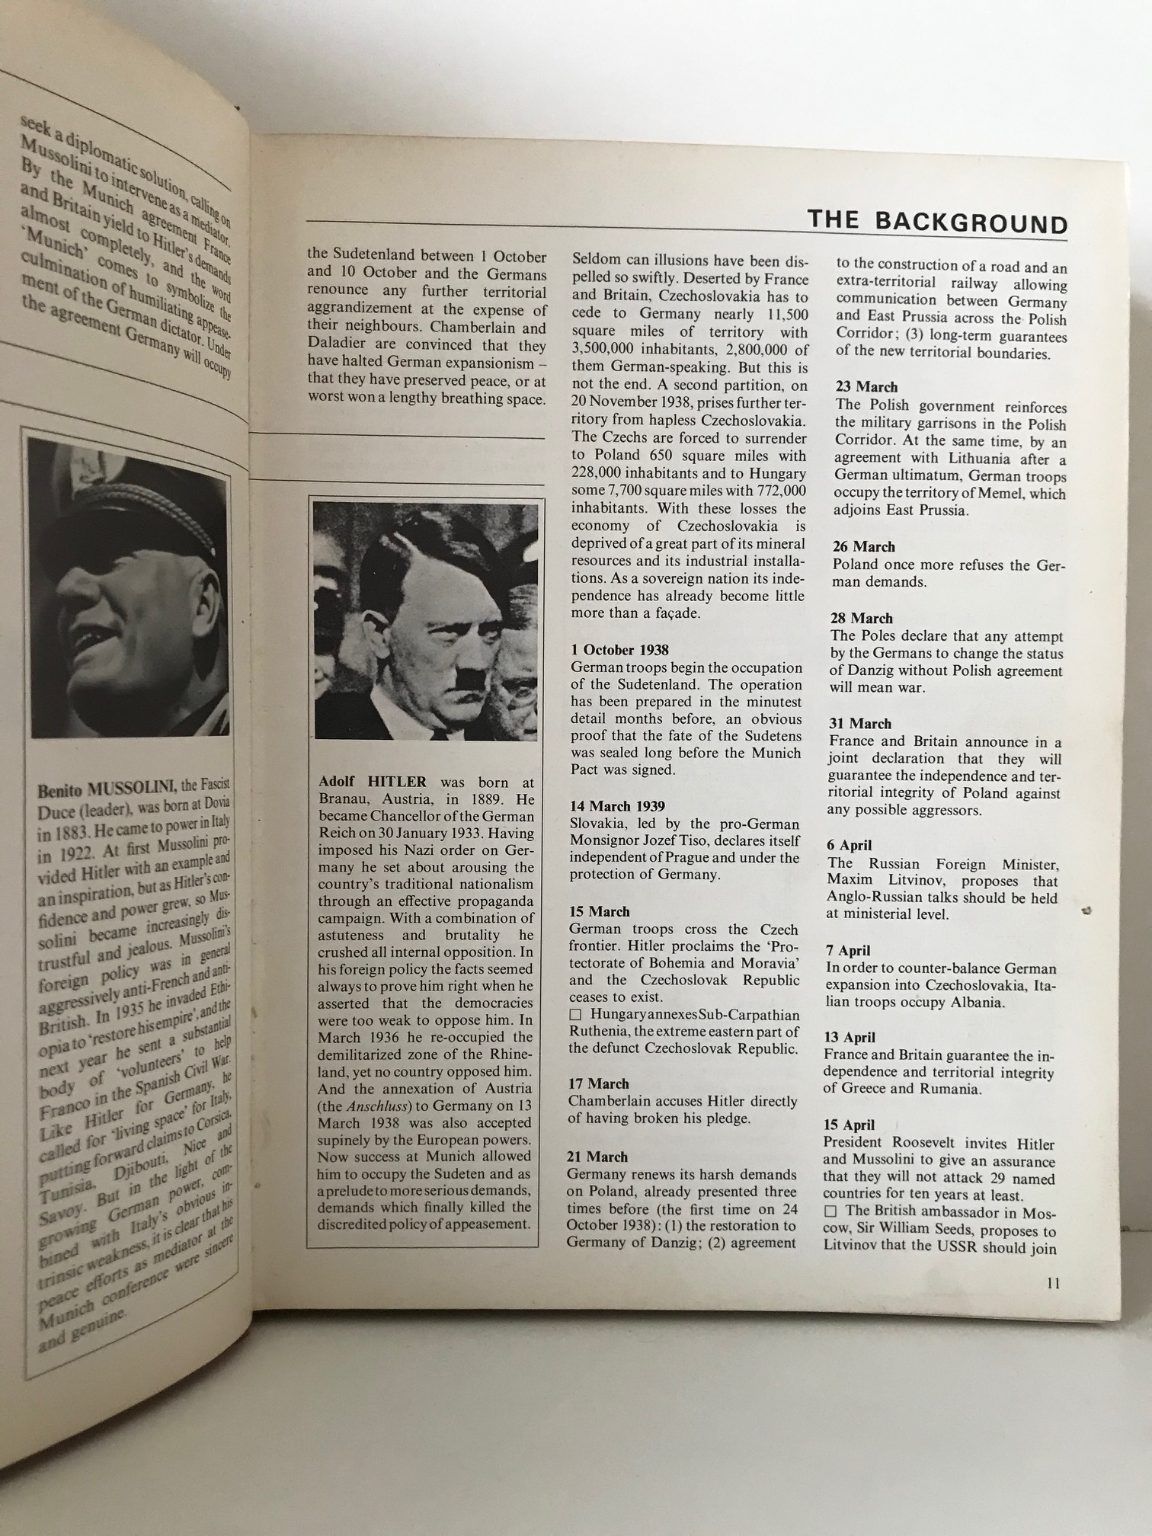 seek a diplomatic solution, calling on
Mussolini to intervene as a mediator.
By the Munich agreement France
and Britain yield to Hitler's demands
almost completely, and the word
'Munich' comes to symbolize the
culmination of humiliating appease-
ment of the German dictator. Under
the agreement Germany will occupy
Benito MUSSOLINI, the Fascist
Duce (leader), was born at Dovia
in 1883. He came to power in Italy
in 1922. At first Mussolini pro-
vided Hitler with an example and
an inspiration, but as Hitler's con-
fidence and power grew, so Mus-
solini became increasingly dis-
trustful and jealous. Mussolini's
foreign policy was in general
aggressively anti-French and anti-
British. In 1935 he invaded Ethi-
opia to 'restore his empire', and the
next year he sent a substantial
body of 'volunteers' to help
Franco in the Spanish Civil War.
Like Hitler for Germany, he
called for 'living space' for Italy,
putting forward claims to Corsica,
Tunisia, Djibouti, Nice and
Savoy. But in the light of the
growing German power, com-
bined with Italy's obvious in-
trinsic weakness, it is clear that his
peace efforts as mediator at the
Munich conference were sincere
and genuine.
THE BACKGROUND
the Sudetenland between 1 October
and 10 October and the Germans
renounce any further territorial
aggrandizement at the expense of
their neighbours. Chamberlain and
Daladier are convinced that they
have halted German expansionism –
that they have preserved peace, or at
worst won a lengthy breathing space.
Adolf HITLER was born at
Branau, Austria, in 1889. He
became Chancellor of the German
Reich on 30 January 1933. Having
imposed his Nazi order on Ger-
many he set about arousing the
country's traditional nationalism
through an effective propaganda
campaign. With a combination of
astuteness and brutality he
crushed all internal opposition. In
his foreign policy the facts seemed
always to prove him right when he
asserted that the democracies
were too weak to oppose him. In
March 1936 he re-occupied the
demilitarized zone of the Rhine-
land, yet no country opposed him.
And the annexation of Austria
(the Anschluss) to Germany on 13
March 1938 was also accepted
supinely by the European powers.
Now success at Munich allowed
him to occupy the Sudeten and as
a prelude to more serious demands,
demands which finally killed the
discredited policy of appeasement.
Seldom can illusions have been dis-
pelled so swiftly. Deserted by France
and Britain, Czechoslovakia has to
cede to Germany nearly 11,500
square miles of territory with
3,500,000 inhabitants, 2,800,000 of
them German-speaking. But this is
not the end. A second partition, on
20 November 1938, prises further ter-
ritory from hapless Czechoslovakia.
The Czechs are forced to surrender
to Poland 650 square miles with
228,000 inhabitants and to Hungary
some 7,700 square miles with 772,000
inhabitants. With these losses the
economy of Czechoslovakia is
deprived of a great part of its mineral
resources and its industrial installa-
tions. As a sovereign nation its inde-
pendence has already become little
more than a façade.
1 October 1938
German troops begin the occupation
of the Sudetenland. The operation
has been prepared in the minutest
detail months before, an obvious
proof that the fate of the Sudetens
was sealed long before the Munich
Pact was signed.
14 March 1939
Slovakia, led by the pro-German
Monsignor Jozef Tiso, declares itself
independent of Prague and under the
protection of Germany.
15 March
German troops cross the Czech
frontier. Hitler proclaims the 'Pro-
tectorate of Bohemia and Moravia'
and the Czechoslovak Republic
ceases to exist.
□ Hungary annexes Sub-Carpathian
Ruthenia, the extreme eastern part of
the defunct Czechoslovak Republic.
17 March
Chamberlain accuses Hitler directly
of having broken his pledge.
21 March
Germany renews its harsh demands
on Poland, already presented three
times before (the first time on 24
October 1938): (1) the restoration to
Germany of Danzig; (2) agreement
to the construction of a road and an
extra-territorial railway allowing
communication between Germany
and East Prussia across the Polish
Corridor; (3) long-term guarantees
of the new territorial boundaries.
23 March
The Polish government reinforces
the military garrisons in the Polish
Corridor. At the same time, by an
agreement with Lithuania after a
German ultimatum, German troops
occupy the territory of Memel, which
adjoins East Prussia.
26 March
Poland once more refuses the Ger-
man demands.
28 March
The Poles declare that any attempt
by the Germans to change the status
of Danzig without Polish agreement
will mean war.
31 March
France and Britain announce in a
joint declaration that they will
guarantee the independence and ter-
ritorial integrity of Poland against
any possible aggressors.
6 April
The Russian Foreign Minister,
Maxim Litvinov, proposes that
Anglo-Russian talks should be held
at ministerial level.
7 April
In order to counter-balance German
expansion into Czechoslovakia, Ita-
lian troops occupy Albania.
13 April
France and Britain guarantee the in-
dependence and territorial integrity
of Greece and Rumania.
15 April
President Roosevelt invites Hitler
and Mussolini to give an assurance
that they will not attack 29 named
countries for ten years at least.
□ The British ambassador in Mos-
cow, Sir William Seeds, proposes to
Litvinov that the USSR should join
11